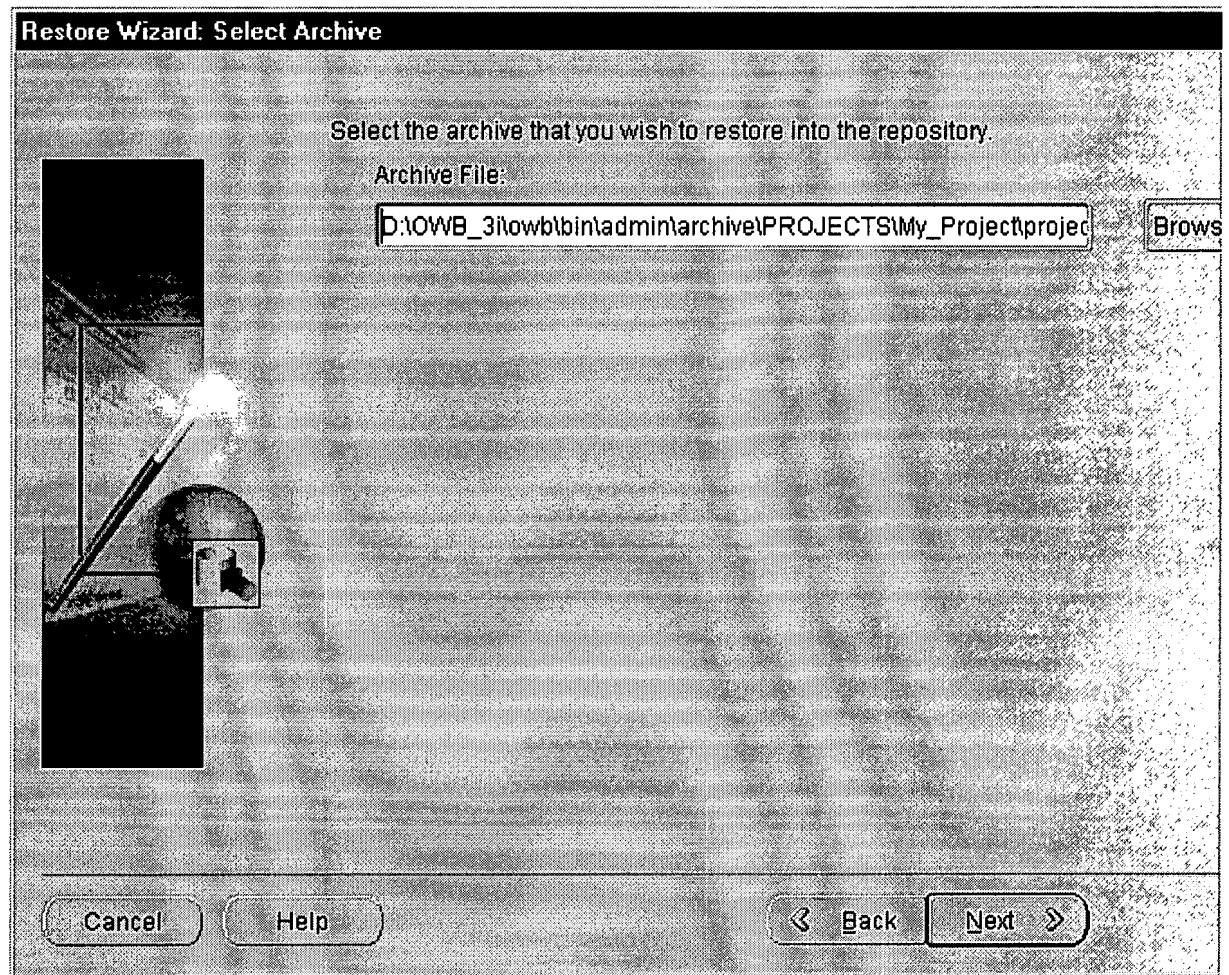 Restore Wizard: Select Archive
Select the archive that you wish to restore into the repository.
Archive File:
D:\OWB_3i\owb\bin\admin\archive\PROJECTS\My_Project\projec
Brows
Cancel
Help
Back
Next